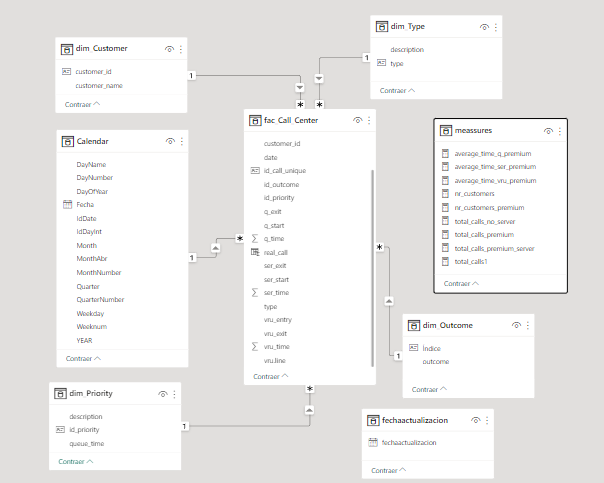 dim_Customer
customer_id
customer_name
Contraer
1
dim_Type
description
type
Contraer
1
*
*
fac_Call_Center
customer_id
date
id_call_unique
id_outcome
id_priority
q_exit
q_start
q_time
real_call
ser_exit
ser_start
ser_time
type
vru_entry
vru_exit
vru_time
vru.line
Contraer
*
*
*
Calendar
DayName
DayNumber
DayOfYear
Fecha
IdDate
IdDayInt
Month
MonthAbr
MonthNumber
Quarter
QuarterNumber
Weekday
Weeknum
YEAR
Contraer
1
meassures
average_time_q_premium
average_time_ser_premium
average_time_vru_premium
nr_customers
nr_customers_premium
total_calls_no_server
total_calls_premium
total_calls_premium_server
total_calls1
Contraer
dim_Outcome
Índice
outcome
Contraer
1
dim_Priority
description
id_priority
queue_time
Contraer
1
fechaactualizacion
fechaactualizacion
Contraer